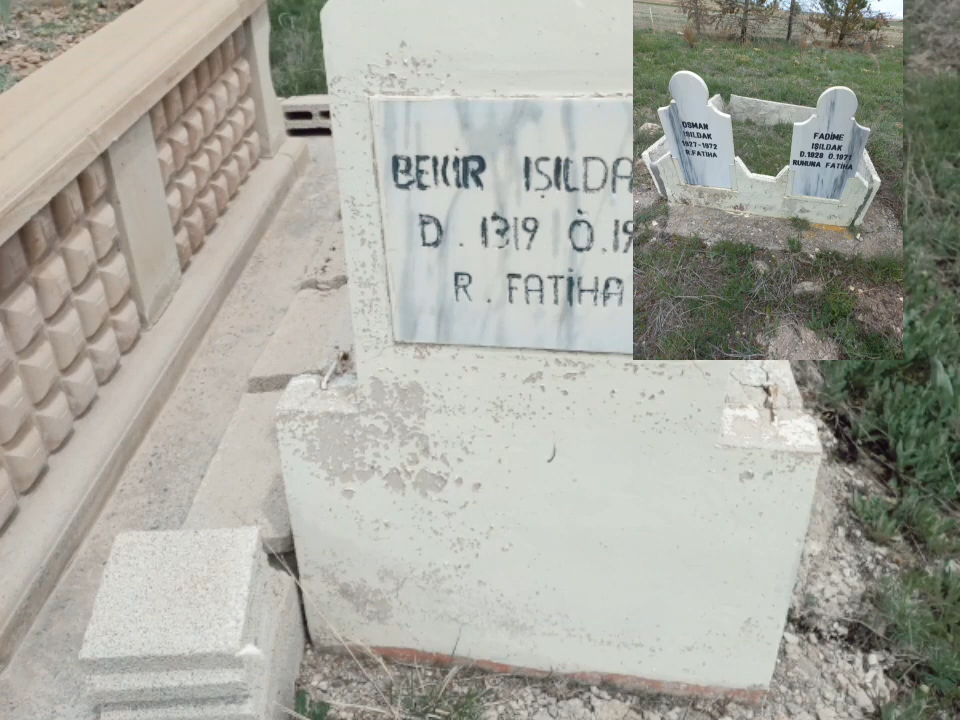 BEKİR IŞILDA
D. 1319 Ö.19
R. FATİHA
OSMAN
IŞILDAK
1927-1972
R.FATİHA
FADİME
IŞILDAK
D.1928 Ö.1971
RUHUNA FATİHA